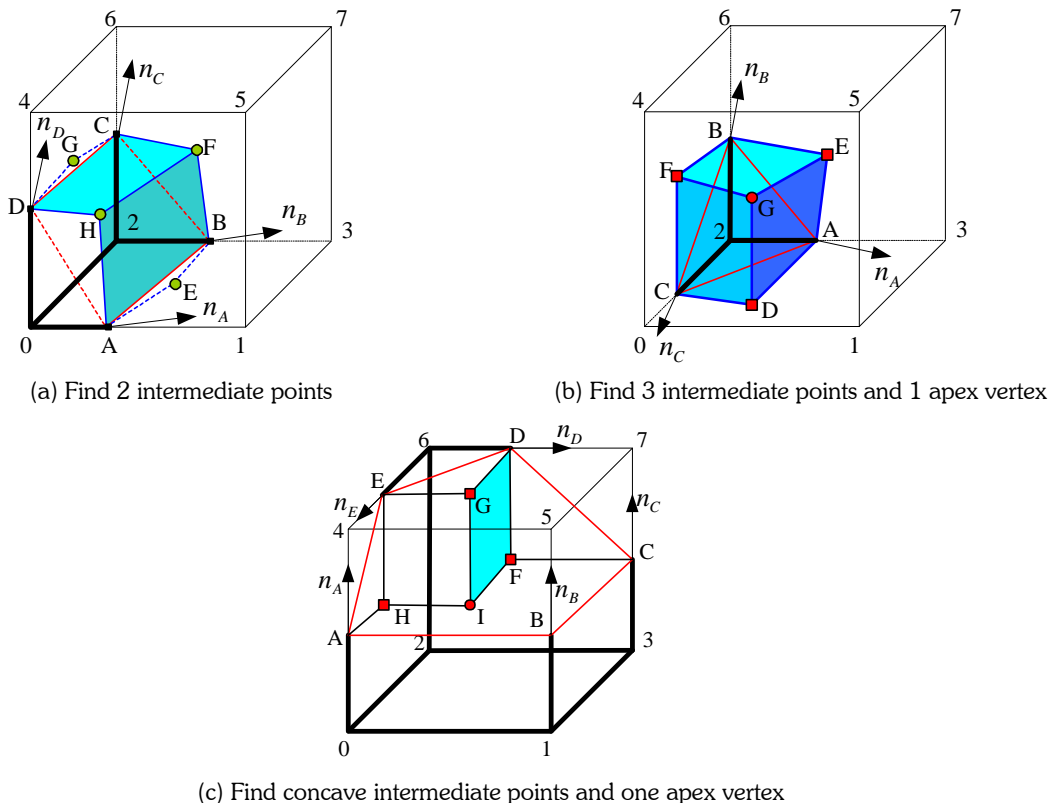 6
7
n_C
4
5
n_D
C
G
F
D
H
2
B
n_B
3
E
n_A
0
A
1
(a) Find 2 intermediate points
6
7
n_B
4
5
B
E
F
G
2
A
3
C
n_A
D
0
n_C
1
(b) Find 3 intermediate points and 1 apex vertex
6
D
n_D
7
E
G
n_E
n_C
4
5
C
F
n_A
n_B
H
I
B
A
2
3
0
1
(c) Find concave intermediate points and one apex vertex